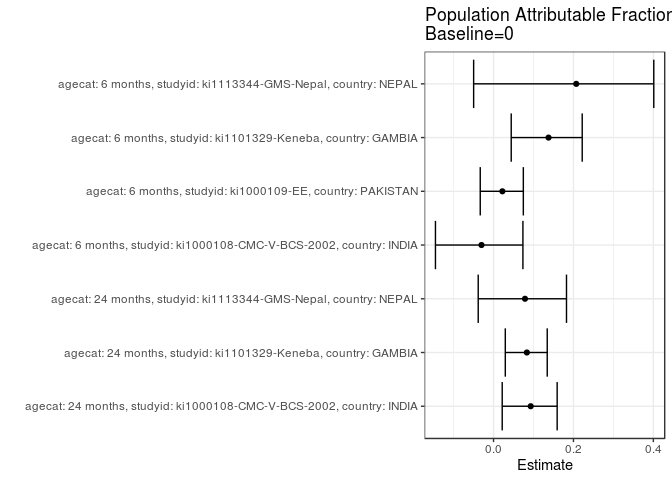 Population Attributable Fraction
Baseline=0
agecat: 6 months, studyid: ki1113344-GMS-Nepal, country: NEPAL
agecat: 6 months, studyid: ki1101329-Keneba, country: GAMBIA
agecat: 6 months, studyid: ki1000109-EE, country: PAKISTAN
agecat: 6 months, studyid: ki1000108-CMC-V-BCS-2002, country: INDIA
agecat: 24 months, studyid: ki1113344-GMS-Nepal, country: NEPAL
agecat: 24 months, studyid: ki1101329-Keneba, country: GAMBIA
agecat: 24 months, studyid: ki1000108-CMC-V-BCS-2002, country: INDIA
0.0 0.2 0.4
Estimate